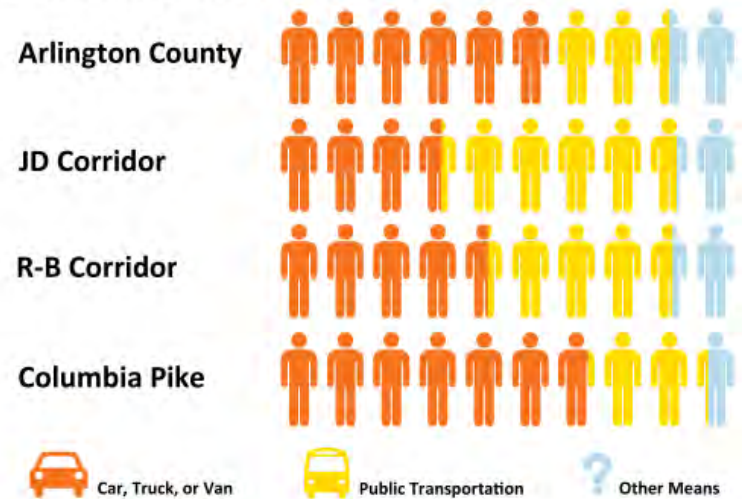 Arlington County
JD Corridor
R-B Corridor
Columbia Pike
Car, Truck, or Van
Public Transportation
? Other Means